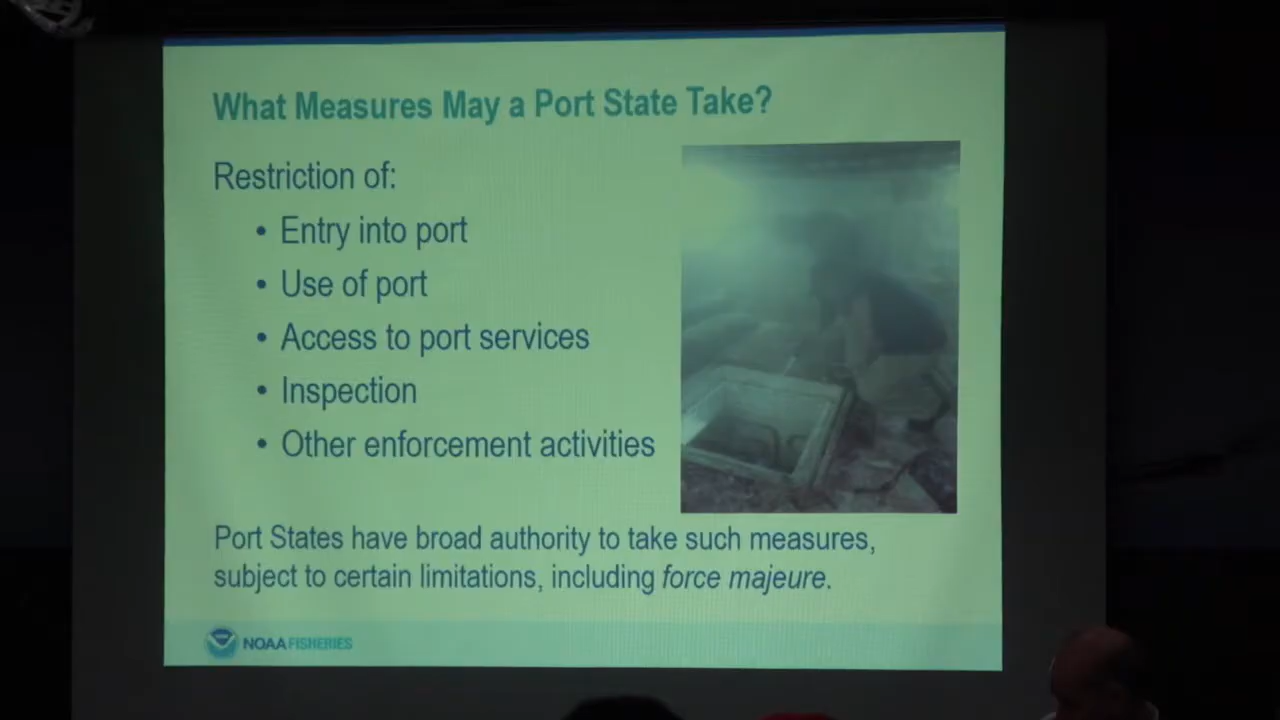 What Measures May a Port State Take?
Restriction of:
• Entry into port
• Use of port
• Access to port services
• Inspection
• Other enforcement activities
Port States have broad authority to take such measures,
subject to certain limitations, including force majeure.
NOAA FISHERIES